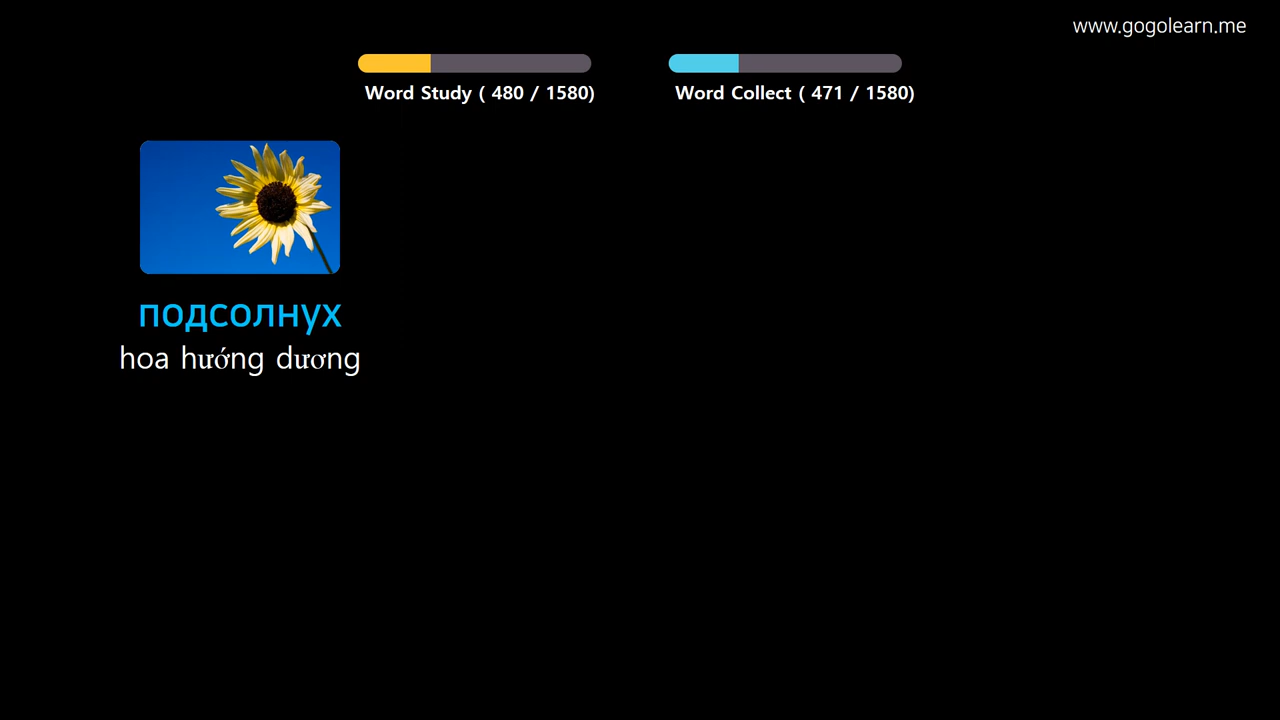 www.gogolearn.me
Word Study ( 480 / 1580)
Word Collect ( 471 / 1580)
подсолнух
hoa hướng dương